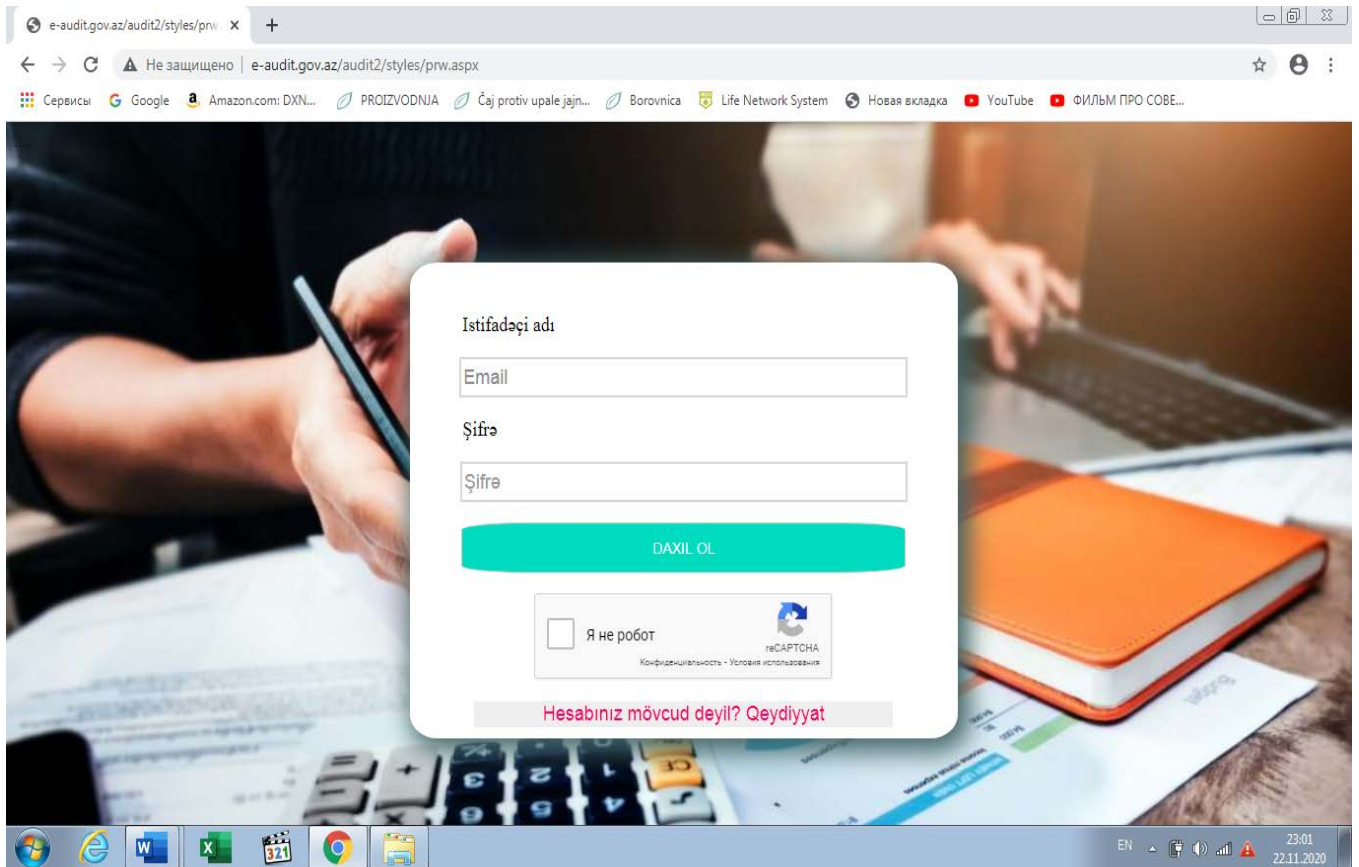 e-audit.gov.az/audit2/styles/prw
Не защищено | e-audit.gov.az/audit2/styles/prw.aspx
Сервисы Google Amazon.com: DXN... PROIZVODNJA Čaj protiv upale jajn... Borovnica Life Network System Новая вкладка YouTube ФИЛЬМ ПРО СОВЕ...
Istifadəçi adı
Email
Şifrə
Şifrə
DAXIL OL
Я не робот
reCAPTCHA
Конфиденциальность - Условия использования
Hesabınız mövcud deyil? Qeydiyyat
Budget
321
EN
23:01
22.11.2020